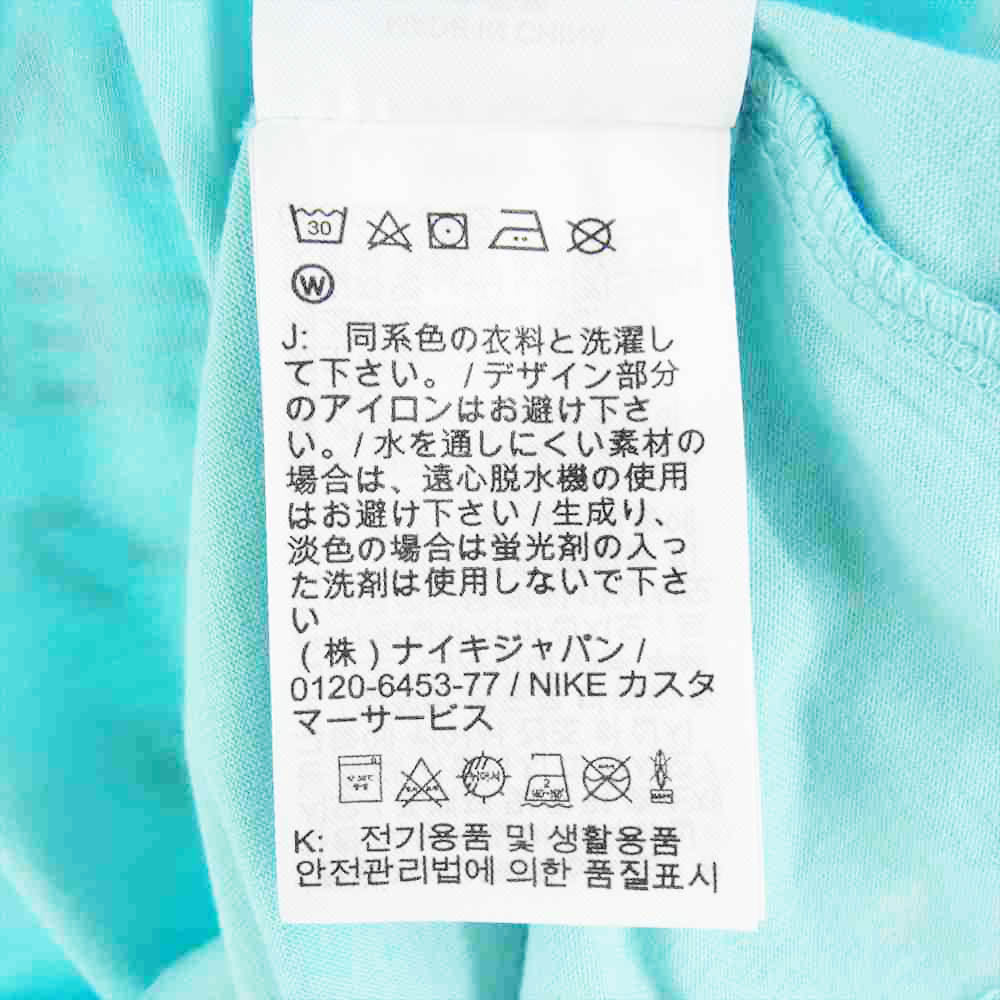 30
W
J: 同系色の衣料と洗濯し
て下さい。 / デザイン部分
のアイロンはお避け下さ
い。/ 水を通しにくい素材の
場合は、遠心脱水機の使用
はお避け下さい / 生成り、
淡色の場合は蛍光剤の入っ
た洗剤は使用しないで下さ
い
(株)ナイキジャパン /
0120-6453-77 / NIKE カスタ
マーサービス
2
K: 전기용품 및 생활용품
안전관리법에 의한 품질표시